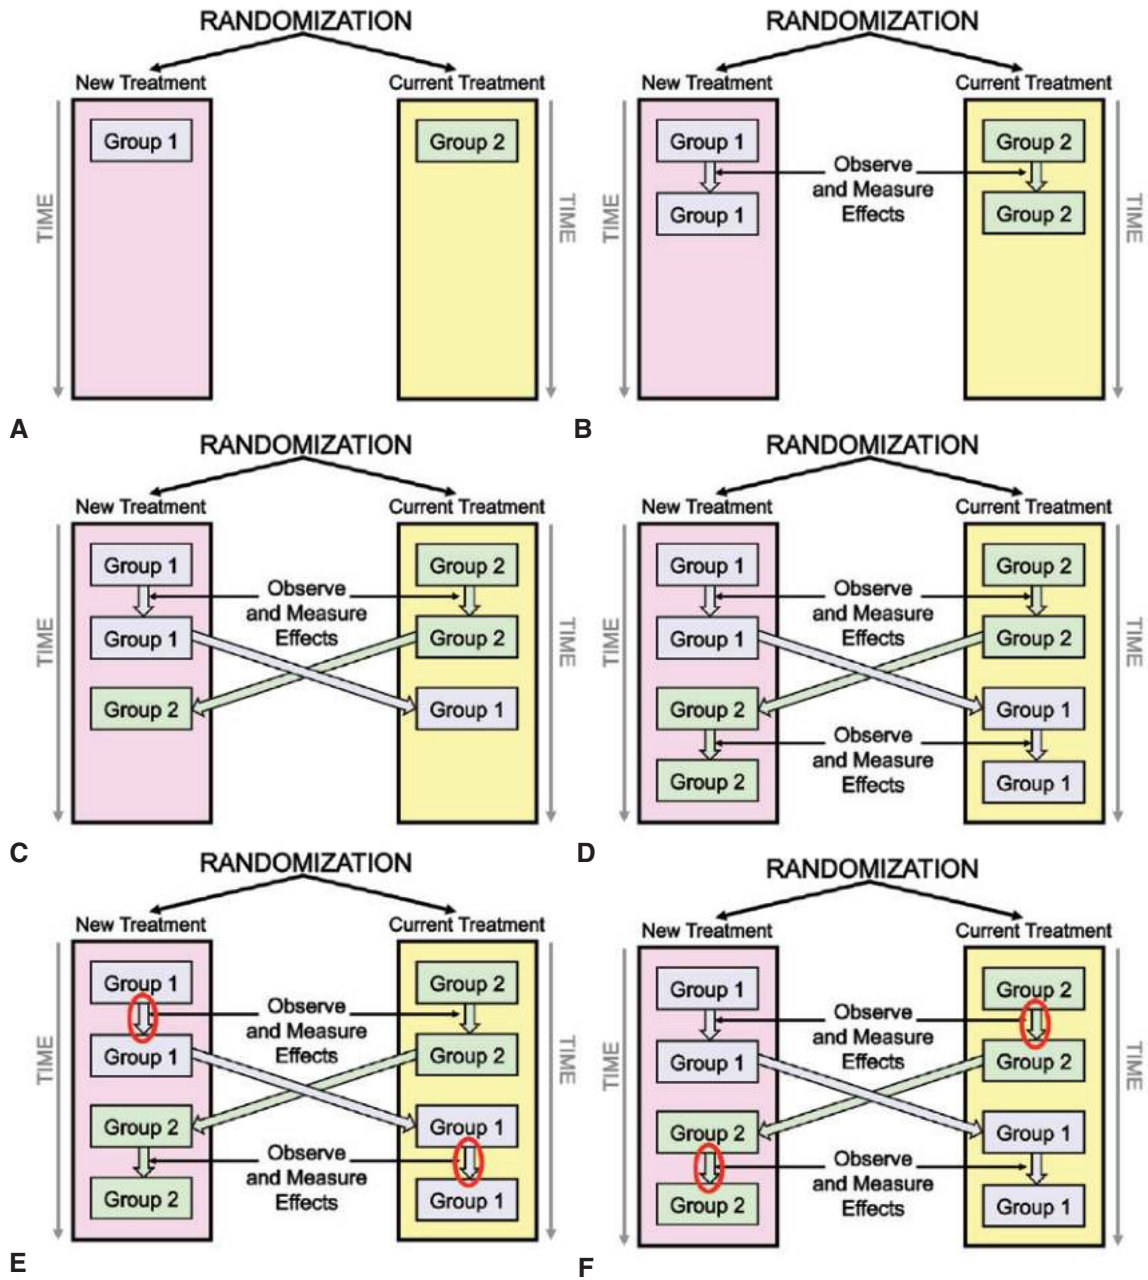 RANDOMIZATION
New Treatment
Current Treatment
TIME
Group 1
Group 2
TIME
A
RANDOMIZATION
New Treatment
Current Treatment
TIME
Group 1
Group 2
Observe
and Measure
Effects
Group 1
Group 2
TIME
B
RANDOMIZATION
New Treatment
Current Treatment
TIME
Group 1
Group 2
Observe
and Measure
Effects
Group 1
Group 2
Group 2
Group 1
TIME
C
RANDOMIZATION
New Treatment
Current Treatment
TIME
Group 1
Group 2
Observe
and Measure
Effects
Group 1
Group 2
Group 2
Group 1
Observe
and Measure
Effects
Group 2
Group 1
TIME
D
RANDOMIZATION
New Treatment
Current Treatment
TIME
Group 1
Group 2
Observe
and Measure
Effects
Group 1
Group 2
Group 2
Group 1
Observe
and Measure
Effects
Group 2
Group 1
TIME
E
RANDOMIZATION
New Treatment
Current Treatment
TIME
Group 1
Group 2
Observe
and Measure
Effects
Group 1
Group 2
Group 2
Group 1
Observe
and Measure
Effects
Group 2
Group 1
TIME
F